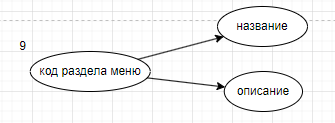 название
9
код раздела меню
описание